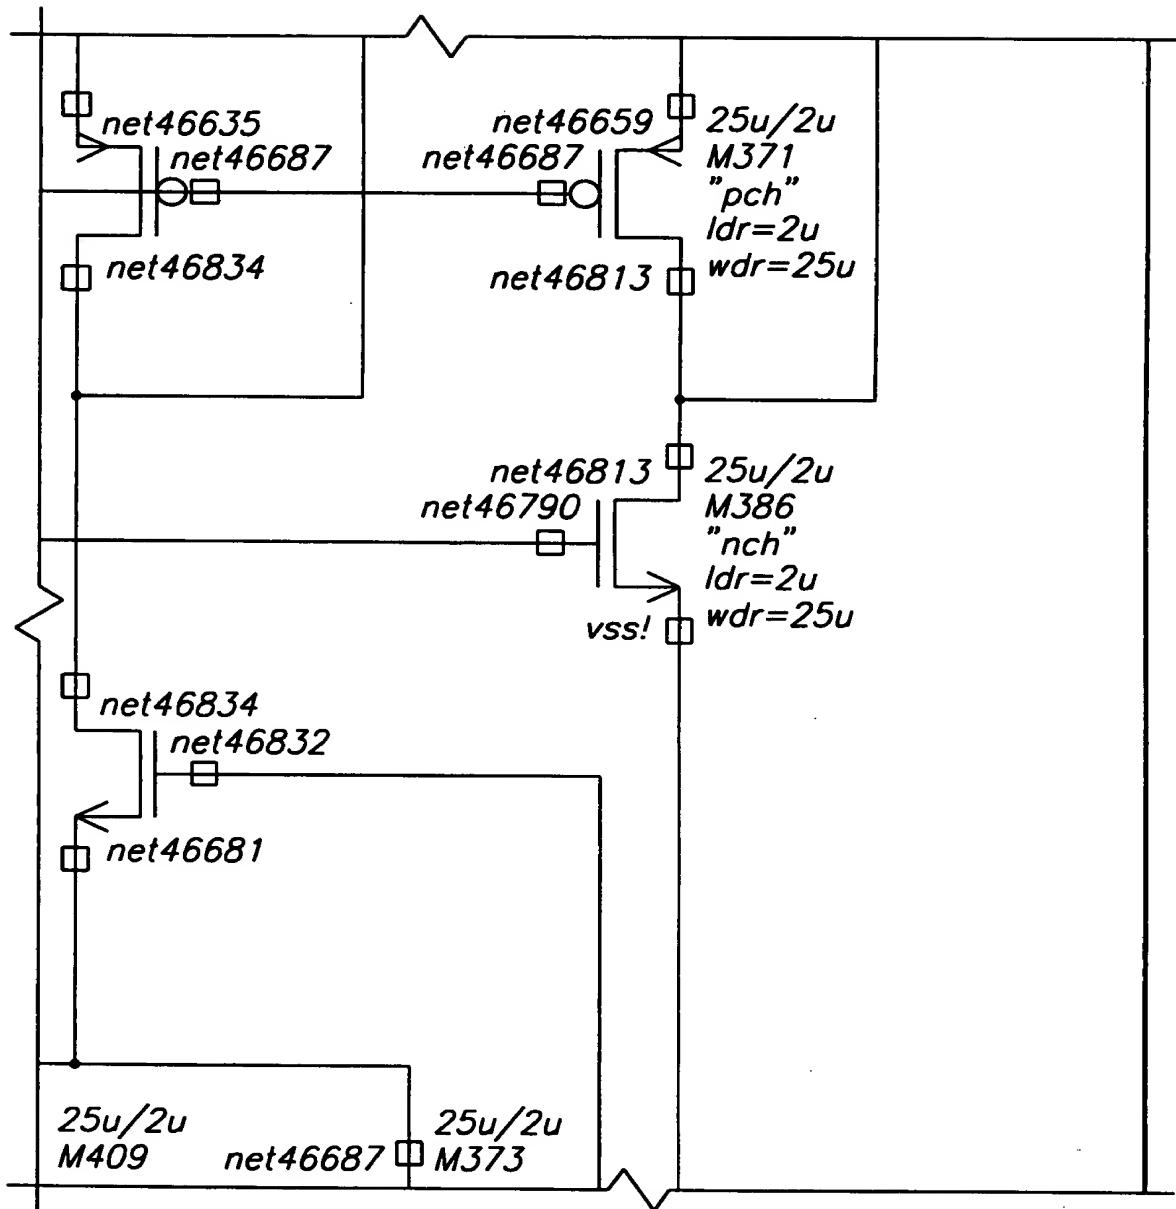 net46635
net46687
net46834
net46659
net46687
net46813
25u/2u
M371
"pch"
ldr=2u
wdr=25u
net46813
net46790
vss!
25u/2u
M386
"nch"
ldr=2u
wdr=25u
net46834
net46832
net46681
25u/2u
M409
net46687
25u/2u
M373